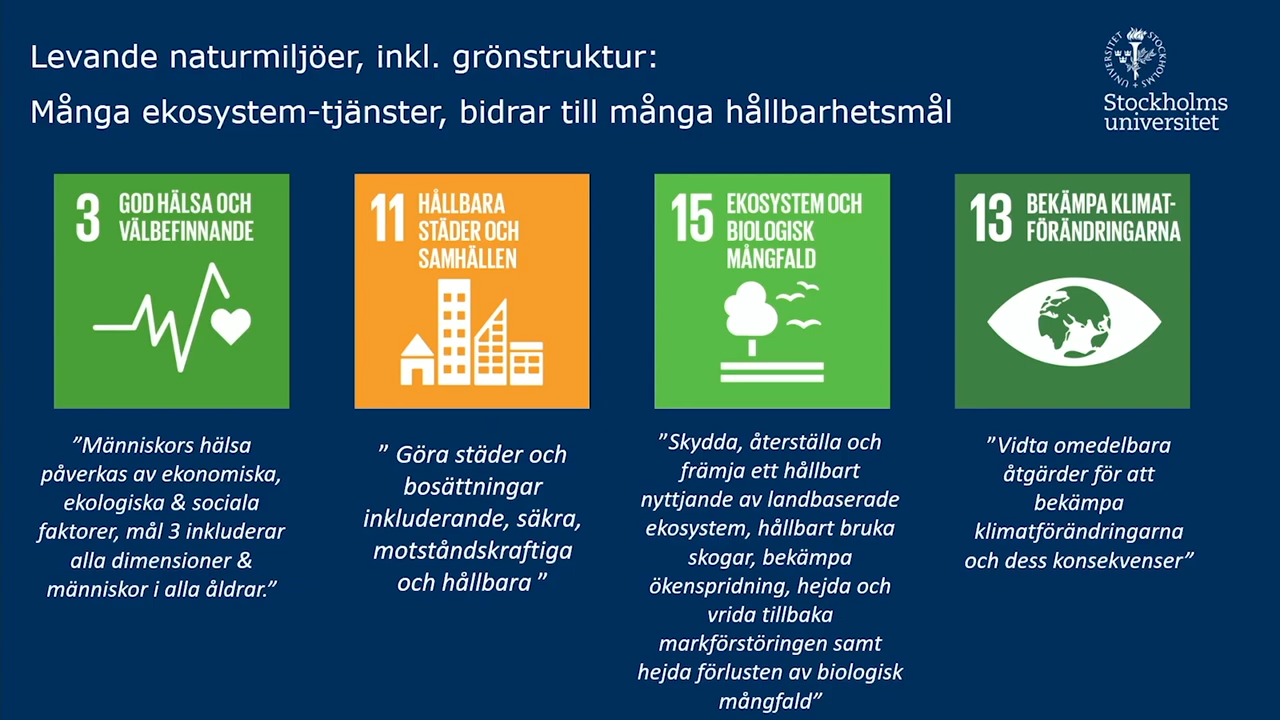 Levande naturmiljöer, inkl. grönstruktur:
Många ekosystem-tjänster, bidrar till många hållbarhetsmål
STOCKHOLMS UNIVERSITET
Stockholms
universitet
3 GOD HÄLSA OCH
VÄLBEFINNANDE
”Människors hälsa
påverkas av ekonomiska,
ekologiska & sociala
faktorer, mål 3 inkluderar
alla dimensioner &
människor i alla åldrar.”
11 HÅLLBARA
STÄDER OCH
SAMHÄLLEN
” Göra städer och
bosättningar
inkluderande, säkra,
motståndskraftiga
och hållbara ”
15 EKOSYSTEM OCH
BIOLOGISK
MÅNGFALD
”Skydda, återställa och
främja ett hållbart
nyttjande av landbaserade
ekosystem, hållbart bruka
skogar, bekämpa
ökenspridning, hejda och
vrida tillbaka
markförstöringen samt
hejda förlusten av biologisk
mångfald”
13 BEKÄMPA KLIMAT-
FÖRÄNDRINGARNA
”Vidta omedelbara
åtgärder för att
bekämpa
klimatförändringarna
och dess konsekvenser”